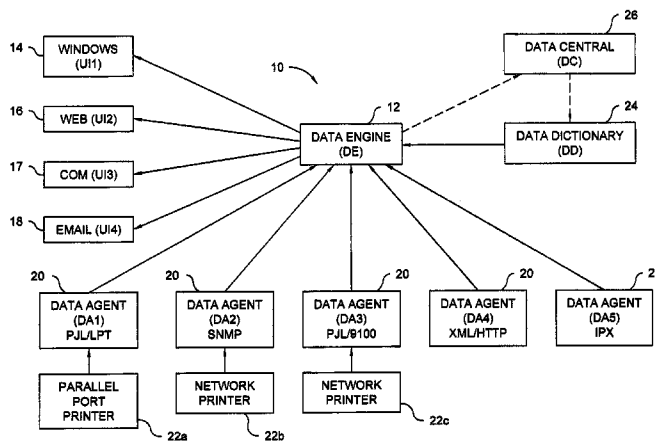 26
14
WINDOWS
(UI1)
DATA CENTRAL
(DC)
10
12
24
16
WEB (UI2)
DATA ENGINE
(DE)
DATA DICTIONARY
(DD)
17
COM (UI3)
18
EMAIL (UI4)
20
20
20
20
2
DATA AGENT
(DA1)
PJL/LPT
DATA AGENT
(DA2)
SNMP
DATA AGENT
(DA3)
PJL/9100
DATA AGENT
(DA4)
XML/HTTP
DATA AGENT
(DA5)
IPX
PARALLEL
PORT
PRINTER
NETWORK
PRINTER
NETWORK
PRINTER
22a
22b
22c